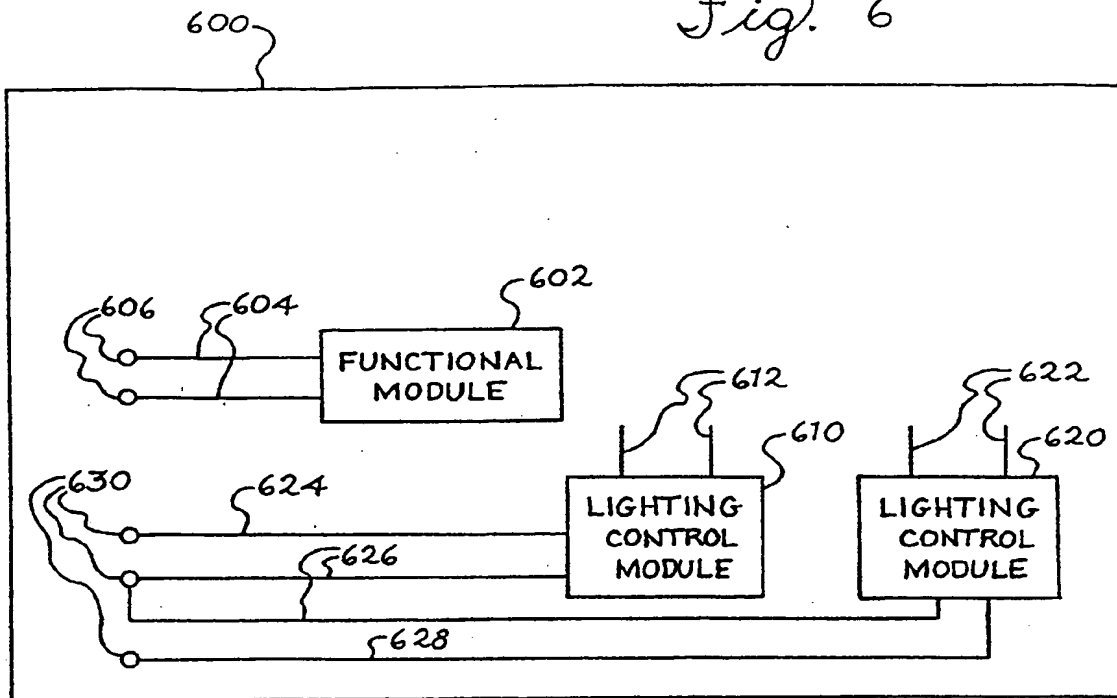 Fig. 6
600
602
606
604
FUNCTIONAL
MODULE
612
622
610
620
630
624
LIGHTING
CONTROL
MODULE
LIGHTING
CONTROL
MODULE
626
628